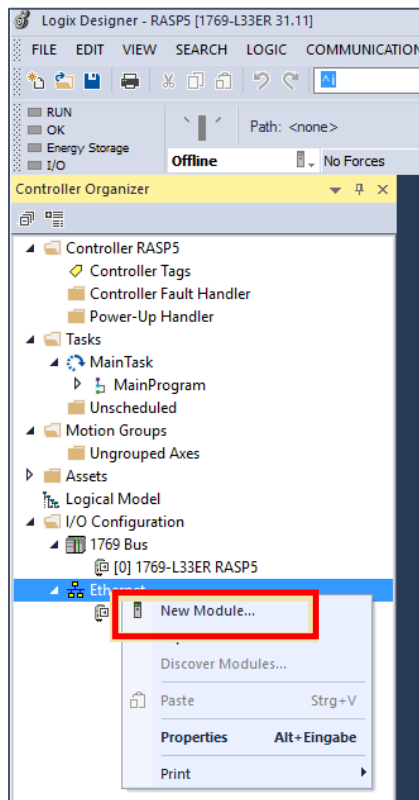 Logix Designer - RASP5 [1769-L33ER 31.11]
FILE EDIT VIEW SEARCH LOGIC COMMUNICATION
RUN
OK
Energy Storage
I/O
Path: <none>
Offline
No Forces
Controller Organizer
Controller RASP5
Controller Tags
Controller Fault Handler
Power-Up Handler
Tasks
MainTask
MainProgram
Unscheduled
Motion Groups
Ungrouped Axes
Assets
Logical Model
I/O Configuration
1769 Bus
[0] 1769-L33ER RASP5
Ethernet
New Module...
Discover Modules...
Paste Strg+V
Properties Alt+Eingabe
Print